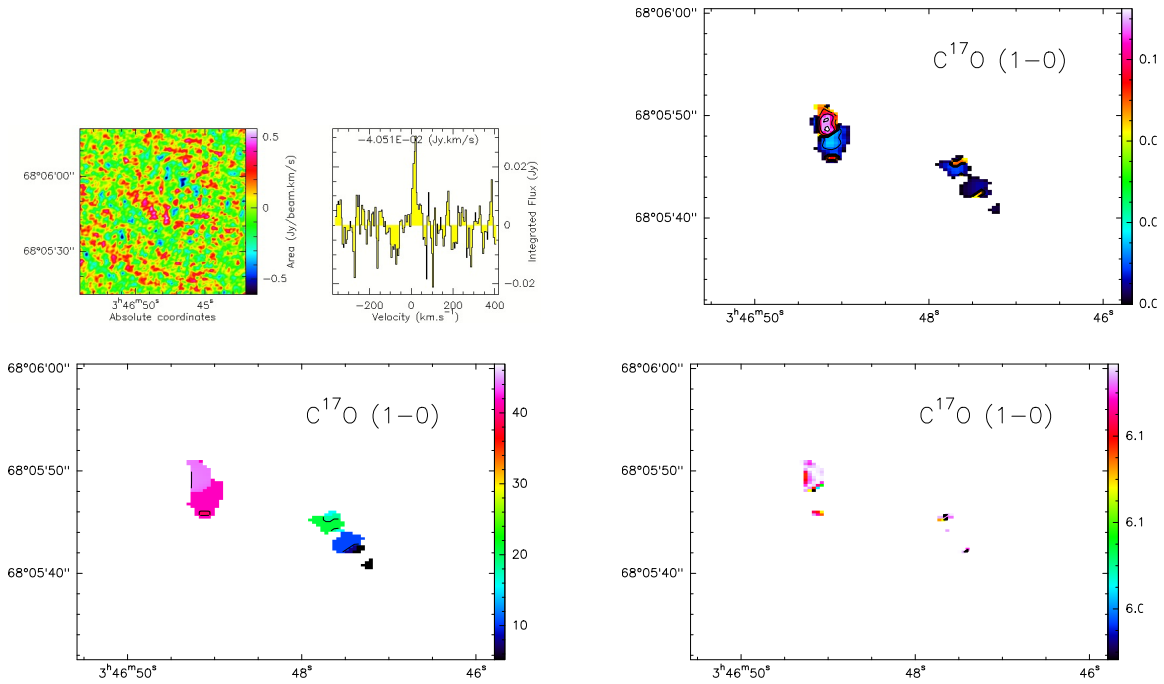 68°06'00''
68°05'30''
3ʰ46ᵐ50ˢ 45ˢ
Absolute coordinates
0.5
0
−0.5
Area (Jy/beam.km/s)
−4.051E−02 (Jy.km/s)
0.02
0
−0.02
Integrated Flux (Jy)
−200 0 200 400
Velocity (km.s⁻¹)
68°06'00''
68°05'50''
68°05'40''
C¹⁷O (1−0)
3ʰ46ᵐ50ˢ 48ˢ 46ˢ
0.1
0.0
0.0
0.0
68°06'00''
68°05'50''
68°05'40''
C¹⁷O (1−0)
3ʰ46ᵐ50ˢ 48ˢ 46ˢ
40
30
20
10
68°06'00''
68°05'50''
68°05'40''
C¹⁷O (1−0)
3ʰ46ᵐ50ˢ 48ˢ 46ˢ
6.1
6.1
6.0